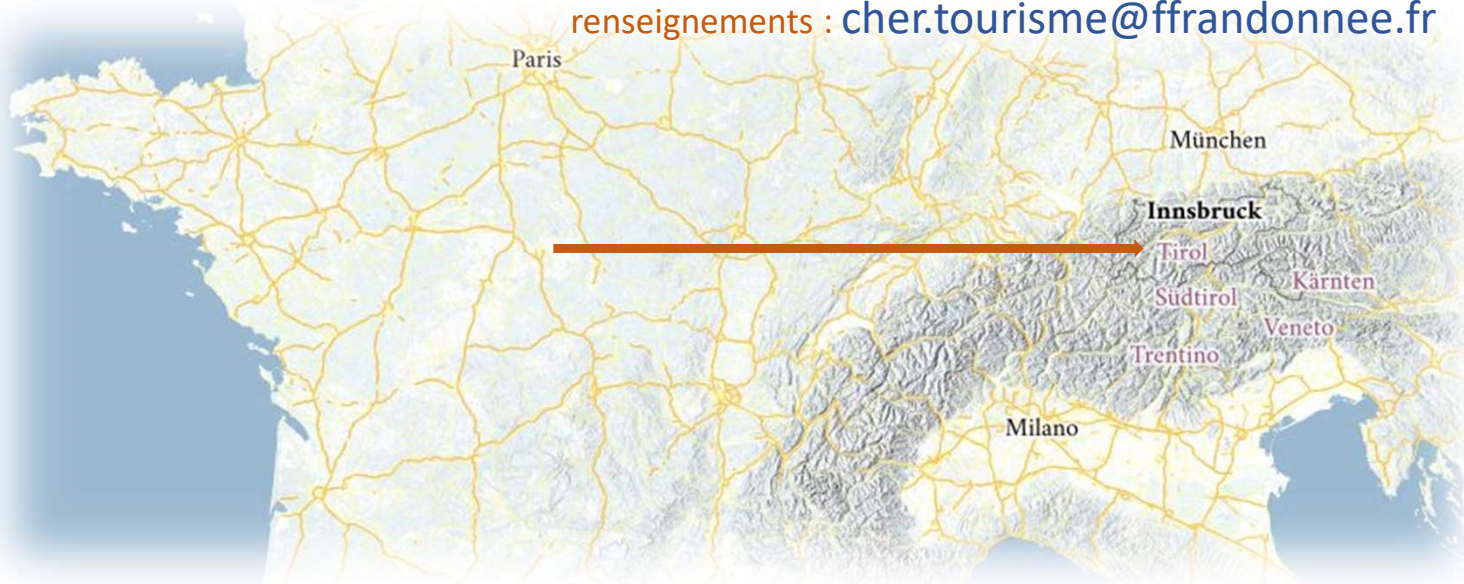 renseignements : cher.tourisme@ffrandonnee.fr
Paris
München
Innsbruck
Tirol
Kärnten
Südtirol
Veneto
Trentino
Milano